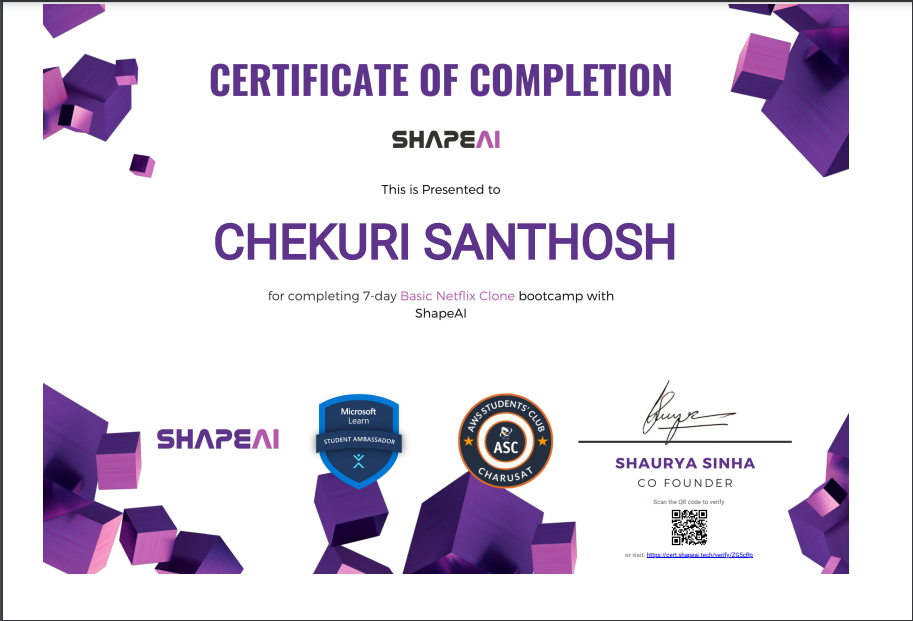 CERTIFICATE OF COMPLETION
SHAPEAI
This is Presented to
CHEKURI SANTHOSH
for completing 7-day Basic Netflix Clone bootcamp with
ShapeAI
SHAPEAI
Microsoft
Learn
STUDENT AMBASSADOR
AWS STUDENTS' CLUB
ASC
CHARUSAT
SHAURYA SINHA
CO FOUNDER
Scan the QR code to verify
or visit: https://cert.shapeai.tech/verify/ZGScRp